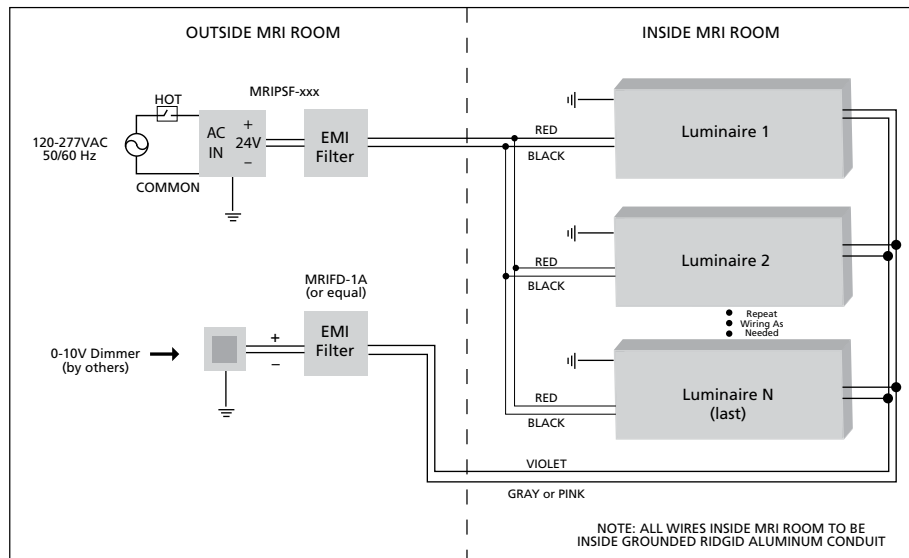 OUTSIDE MRI ROOM
INSIDE MRI ROOM
MRIPSF-xxx
HOT
120-277VAC
50/60 Hz
AC
IN
+
24V
−
COMMON
EMI
Filter
RED
BLACK
Luminaire 1
RED
BLACK
Luminaire 2
Repeat
Wiring As
Needed
MRIFD-1A
(or equal)
0-10V Dimmer
(by others)
+
−
EMI
Filter
RED
BLACK
Luminaire N
(last)
VIOLET
GRAY or PINK
NOTE: ALL WIRES INSIDE MRI ROOM TO BE
INSIDE GROUNDED RIDGID ALUMINUM CONDUIT